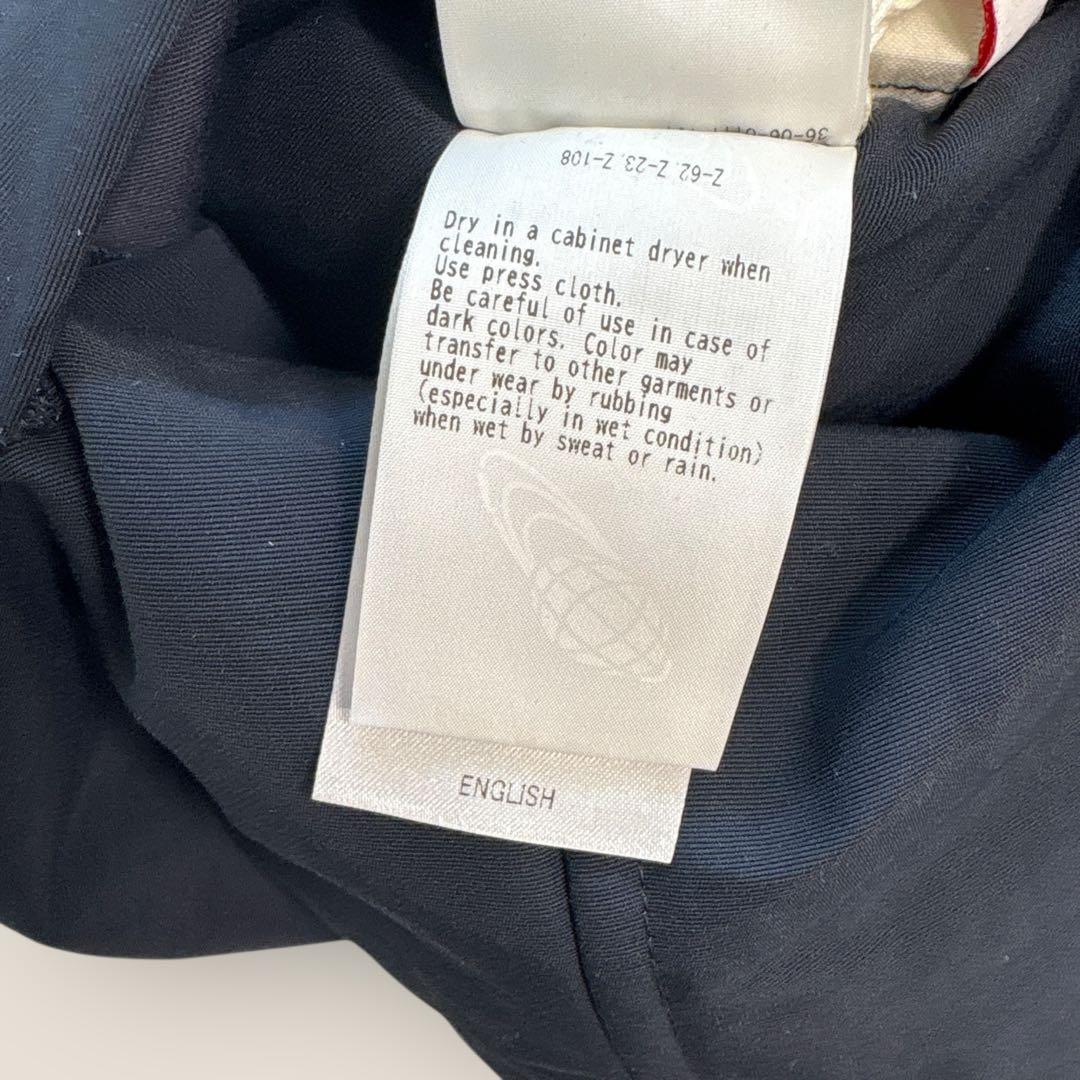 Z-62. Z-23. Z-108
Dry in a cabinet dryer when
cleaning.
Use press cloth.
Be careful of use in case of
dark colors. Color may
transfer to other garments or
under wear by rubbing
(especially in wet condition)
when wet by sweat or rain.
ENGLISH